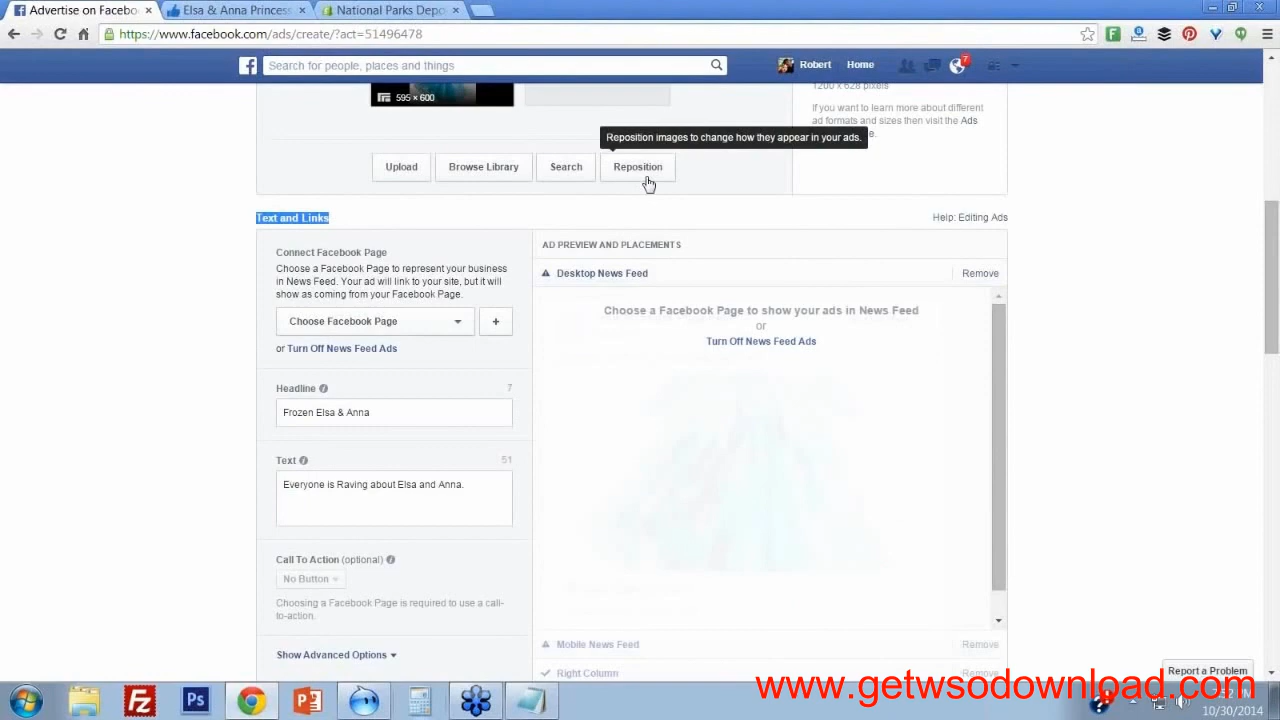 Advertise on Facebo
Elsa & Anna Princess
National Parks Depo
https://www.facebook.com/ads/create/?act=51496478
Search for people, places and things
Robert
Home
7
595 × 600
1200 x 628 pixels
If you want to learn more about different
ad formats and sizes then visit the Ads
Reposition images to change how they appear in your ads.
Upload
Browse Library
Search
Reposition
Text and Links
Help: Editing Ads
Connect Facebook Page
Choose a Facebook Page to represent your business
in News Feed. Your ad will link to your site, but it will
show as coming from your Facebook Page.
Choose Facebook Page
+
or Turn Off News Feed Ads
Headline
7
Frozen Elsa & Anna
Text
51
Everyone is Raving about Elsa and Anna.
Call To Action (optional)
No Button
Choosing a Facebook Page is required to use a call-
to-action.
Show Advanced Options
AD PREVIEW AND PLACEMENTS
Desktop News Feed
Remove
Choose a Facebook Page to show your ads in News Feed
or
Turn Off News Feed Ads
Mobile News Feed
Remove
Right Column
Remove
Report a Problem
www.getwsodownload.com
Fz
Ps
10/30/2014